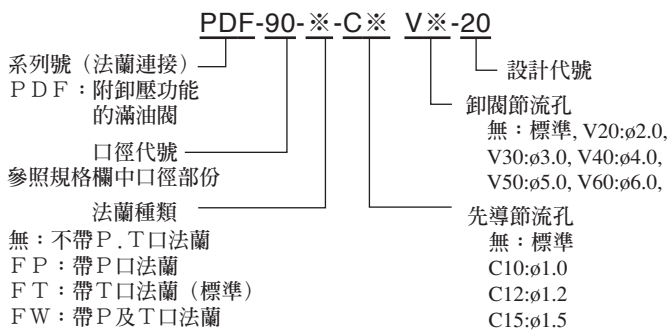 PDF-90-※-C※ V※-20
系列號（法蘭連接）
ＰＤＦ：附卸壓功能
的滿油閥
口徑代號
參照規格欄中口徑部份
法蘭種類
無：不帶Ｐ.Ｔ口法蘭
ＦＰ：帶Ｐ口法蘭
ＦＴ：帶Ｔ口法蘭（標準）
ＦＷ：帶Ｐ及Ｔ口法蘭
設計代號
卸閥節流孔
無：標準, V20:ø2.0,
V30:ø3.0, V40:ø4.0,
V50:ø5.0, V60:ø6.0,
先導節流孔
無：標準
C10:ø1.0
C12:ø1.2
C15:ø1.5